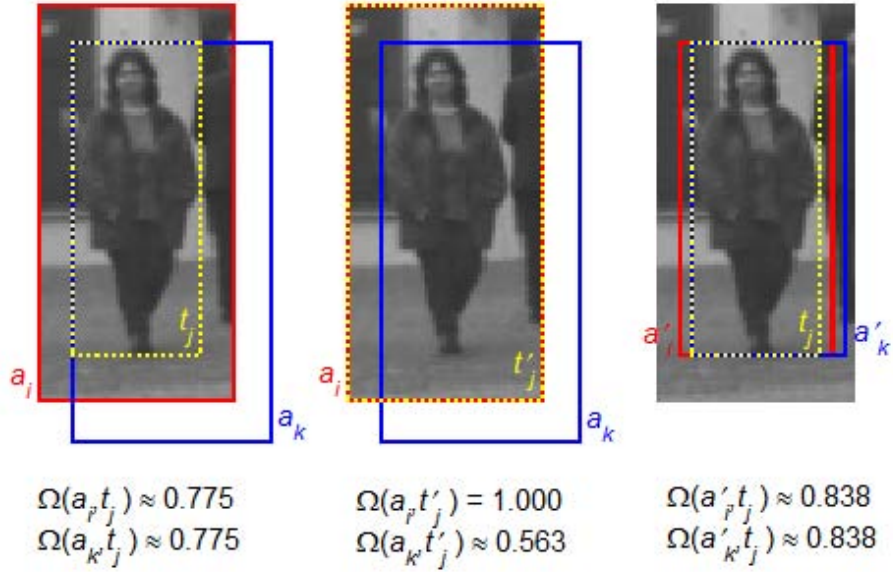 t_j
a_i
a_k
Ω(a_i, t_j) ≈ 0.775
Ω(a_k, t_j) ≈ 0.775
a_i
t′_j
a_k
Ω(a_i, t′_j) = 1.000
Ω(a_k, t′_j) ≈ 0.563
a′_i
t_j
a′_k
Ω(a′_i, t_j) ≈ 0.838
Ω(a′_k, t_j) ≈ 0.838